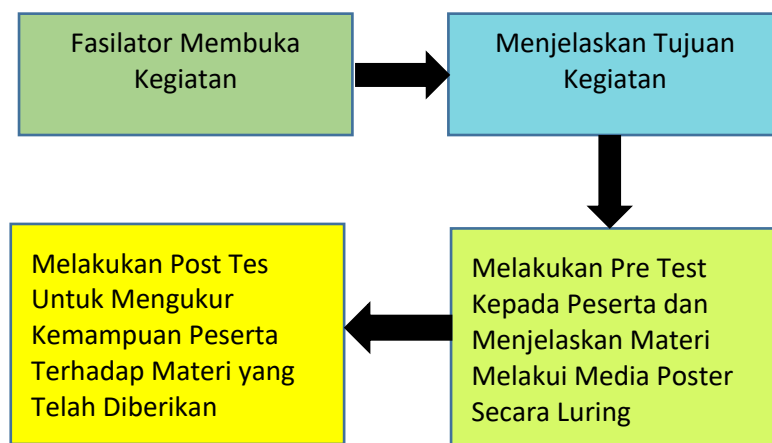 Fasilator Membuka
Kegiatan
Menjelaskan Tujuan
Kegiatan
Melakukan Pre Test
Kepada Peserta dan
Menjelaskan Materi
Melakui Media Poster
Secara Luring
Melakukan Post Tes
Untuk Mengukur
Kemampuan Peserta
Terhadap Materi yang
Telah Diberikan